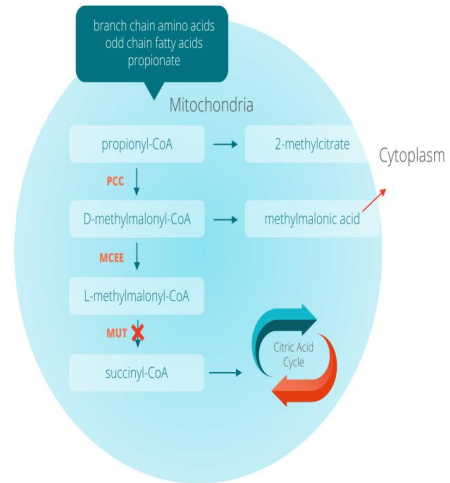 branch chain amino acids
odd chain fatty acids
propionate
Mitochondria
propionyl-CoA
2-methylcitrate
Cytoplasm
PCC
D-methylmalonyl-CoA
methylmalonic acid
MCEE
L-methylmalonyl-CoA
MUT
succinyl-CoA
Citric Acid
Cycle